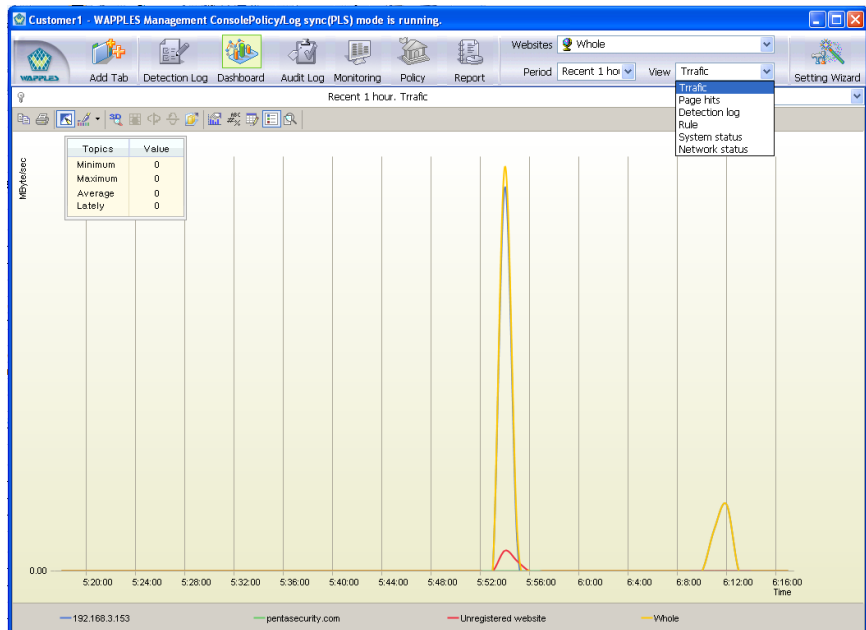 Customer1 - WAPPLES Management ConsolePolicy/Log sync(PLS) mode is running.
WAPPLES
Add Tab
Detection Log
Dashboard
Audit Log
Monitoring
Policy
Report
Websites
Whole
Period
Recent 1 hou
View
Trrafic
Setting Wizard
Trrafic
Page hits
Detection log
Rule
System status
Network status
Recent 1 hour. Trrafic
3D
Topics Value
Minimum 0
Maximum 0
Average 0
Lately 0
MByte/sec
0.00
5:20:00 5:24:00 5:28:00 5:32:00 5:36:00 5:40:00 5:44:00 5:48:00 5:52:00 5:56:00 6:0:00 6:4:00 6:8:00 6:12:00 6:16:00
Time
192.168.3.153
pentasecurity.com
Unregistered website
Whole